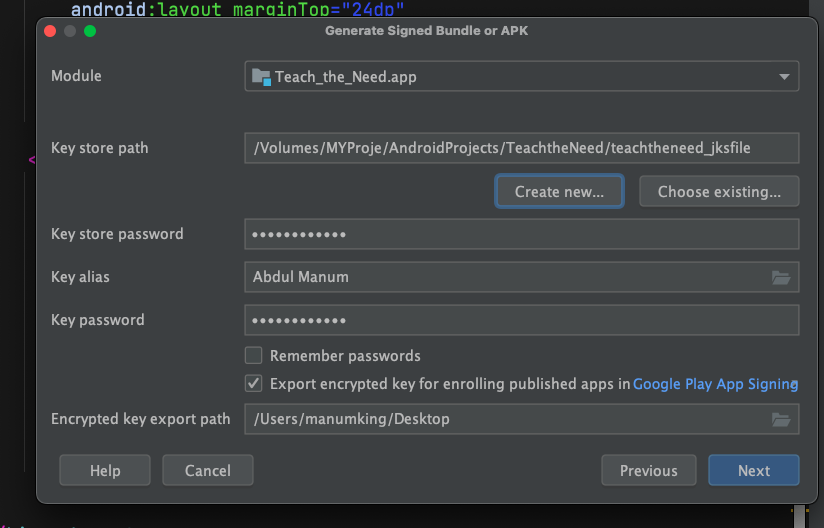 android:layout_marginTop="24dp"
Generate Signed Bundle or APK
Module
Teach_the_Need.app
<
Key store path
/Volumes/MYProje/AndroidProjects/TeachtheNeed/teachtheneed_jksfile
Create new...
Choose existing...
Key store password
••••••••••••
Key alias
Abdul Manum
Key password
••••••••••••
Remember passwords
Export encrypted key for enrolling published apps in Google Play App Signing
Encrypted key export path
/Users/manumking/Desktop
Help
Cancel
Previous
Next